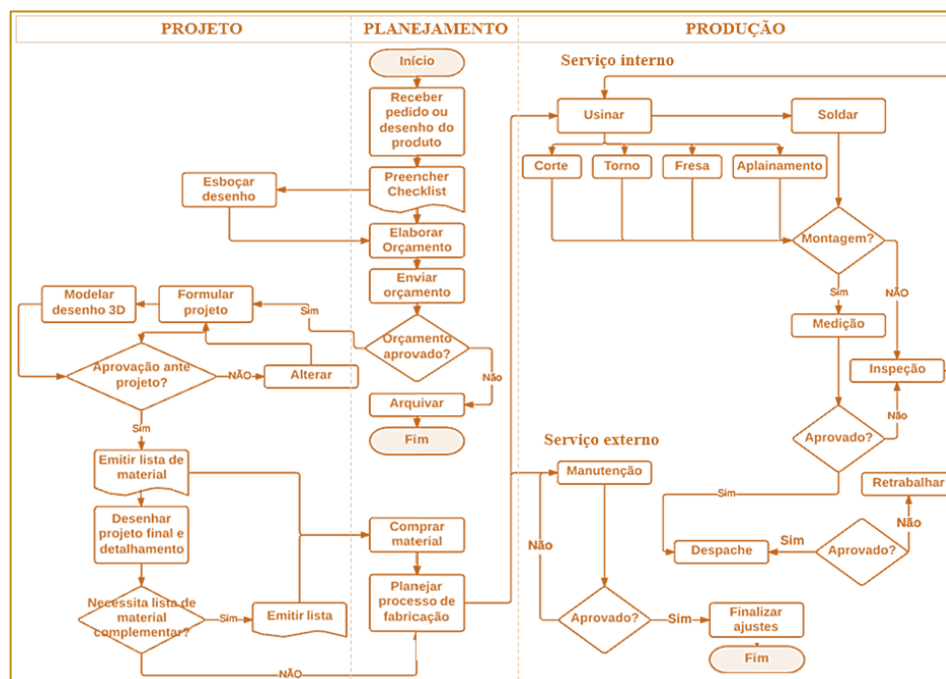 PROJETO
PLANEJAMENTO
PRODUÇÃO
Início
Receber
pedido ou
desenho do
produto
Preencher
Checklist
Esboçar
desenho
Elaborar
Orçamento
Enviar
orçamento
Orçamento
aprovado?
Sim
Não
Arquivar
Fim
Formular
projeto
Modelar
desenho 3D
Aprovação ante
projeto?
NÃO
Alterar
Sim
Emitir lista de
material
Desenhar
projeto final e
detalhamento
Necessita lista de
material
complementar?
Sim
Emitir lista
NÃO
Comprar
material
Planejar
processo de
fabricação
Serviço interno
Usinar
Soldar
Corte
Torno
Fresa
Aplainamento
Montagem?
Sim
NÃO
Medição
Inspeção
Não
Aprovado?
Sim
Retrabalhar
Não
Aprovado?
Sim
Despache
Serviço externo
Manutenção
Não
Aprovado?
Sim
Finalizar
ajustes
Fim